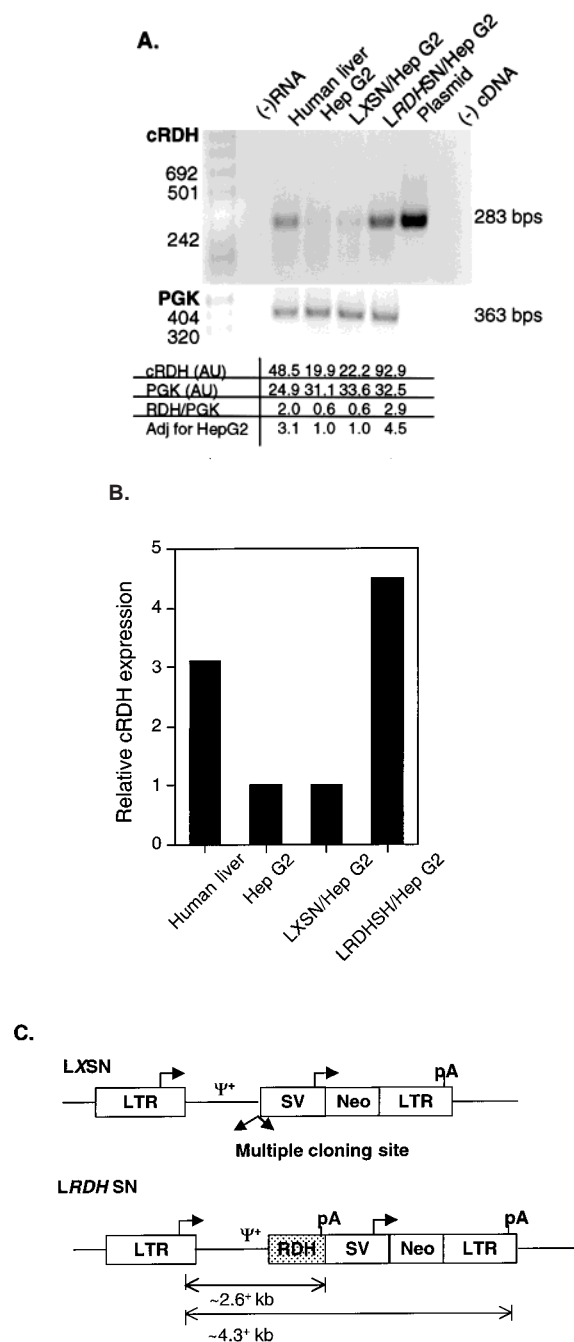 A.
(-)RNA
Human liver
Hep G2
LXSN/Hep G2
LRDHSN/Hep G2
Plasmid
(-) cDNA
cRDH
692
501
242
283 bps
PGK
404
320
363 bps
cRDH (AU) 48.5 19.9 22.2 92.9
PGK (AU) 24.9 31.1 33.6 32.5
RDH/PGK 2.0 0.6 0.6 2.9
Adj for HepG2 3.1 1.0 1.0 4.5
B.
Relative cRDH expression
5
4
3
2
1
0
Human liver
Hep G2
LXSN/Hep G2
LRDHSH/Hep G2
C.
LXSN
LTR Ψ+ SV Neo LTR pA
Multiple cloning site
LRDH SN
LTR Ψ+ RDH pA SV Neo LTR pA
~2.6+ kb
~4.3+ kb